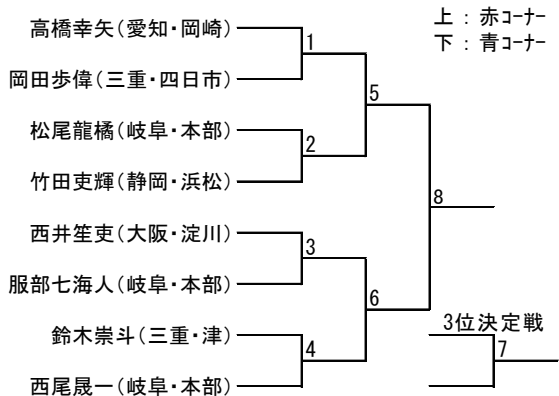 高橋幸矢(愛知・岡崎)
上：赤ｺｰﾅｰ
下：青ｺｰﾅｰ
1
岡田歩偉(三重・四日市)
5
松尾龍橘(岐阜・本部)
2
竹田吏輝(静岡・浜松)
8
西井笙吏(大阪・淀川)
3
服部七海人(岐阜・本部)
6
鈴木崇斗(三重・津)
3位決定戦
4
7
西尾晟一(岐阜・本部)